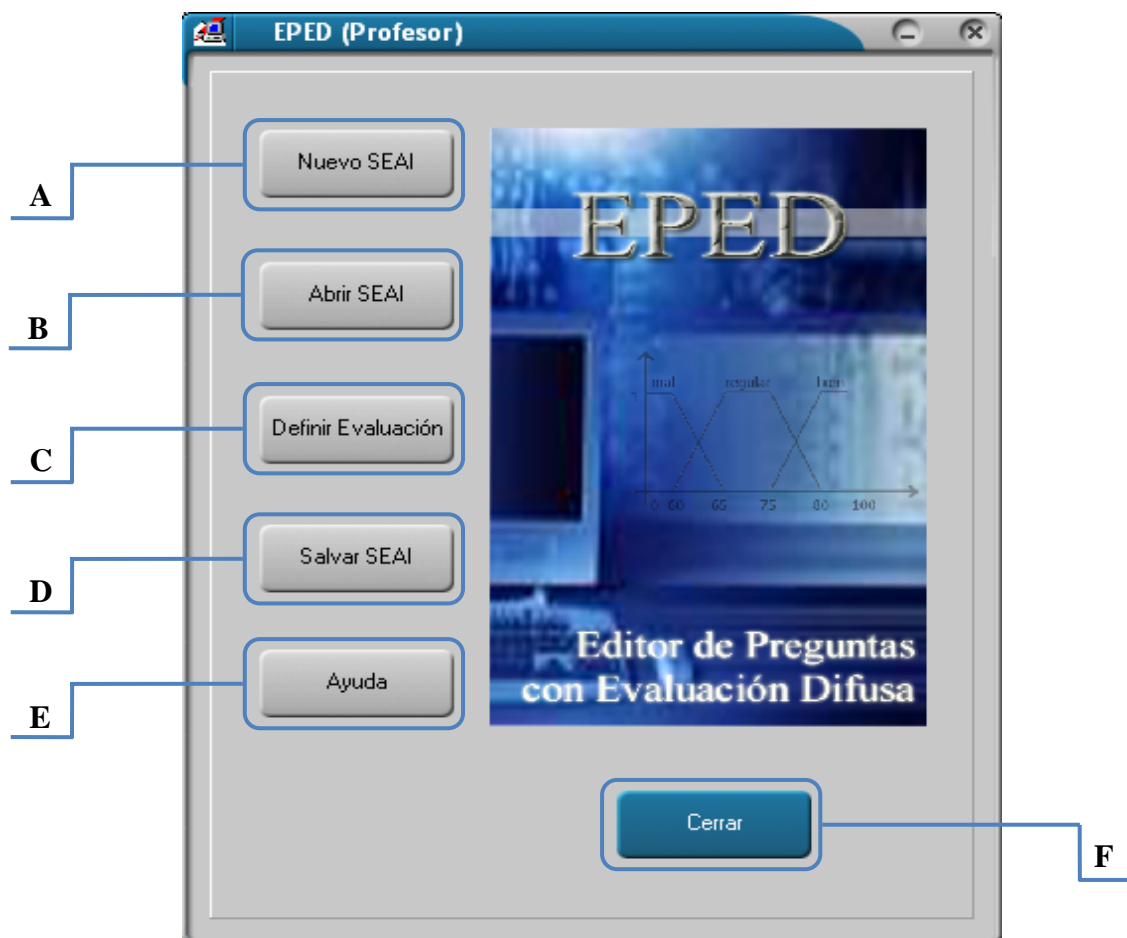 EPED (Profesor)
A
Nuevo SEAI
B
Abrir SEAI
C
Definir Evaluación
D
Salvar SEAI
E
Ayuda
EPED
mal regular bien
1
0 60 65 75 80 100
Editor de Preguntas
con Evaluación Difusa
Cerrar
F